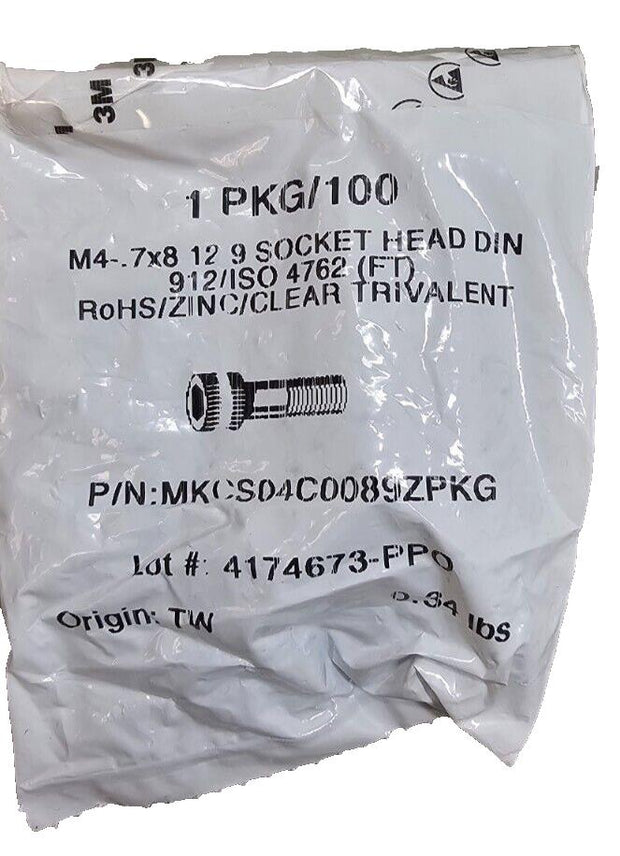 3M
1 PKG/100
M4-.7x8 12 9 SOCKET HEAD DIN
912/ISO 4762 (FT)
RoHS/ZINC/CLEAR TRIVALENT
P/N:MKCS04C0089ZPKG
Lot #: 4174673-PPO
Origin: TW
lbs